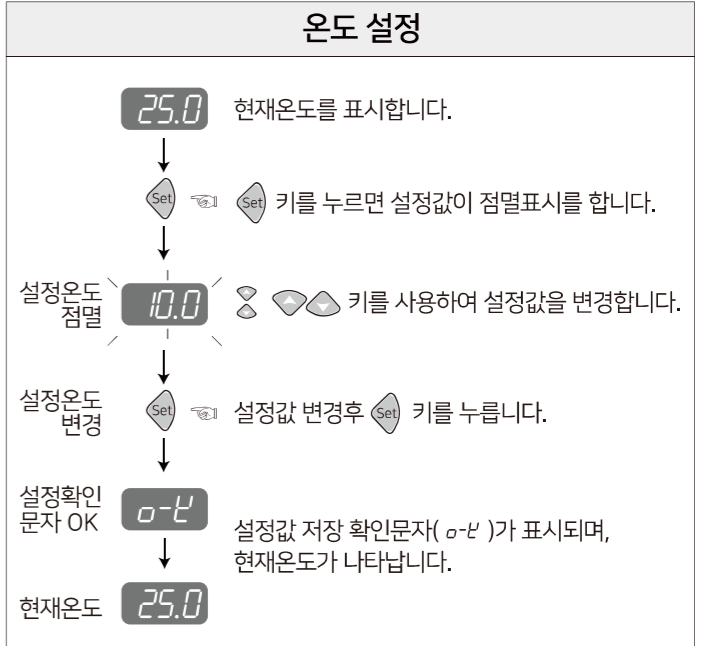 온도 설정
25.0 현재온도를 표시합니다.
Set Set 키를 누르면 설정값이 점멸표시를 합니다.
설정온도
점멸
10.0 키를 사용하여 설정값을 변경합니다.
설정온도
변경
Set 설정값 변경후 Set 키를 누릅니다.
설정확인
문자 OK
o-K
설정값 저장 확인문자( o-K )가 표시되며,
현재온도가 나타납니다.
현재온도 25.0